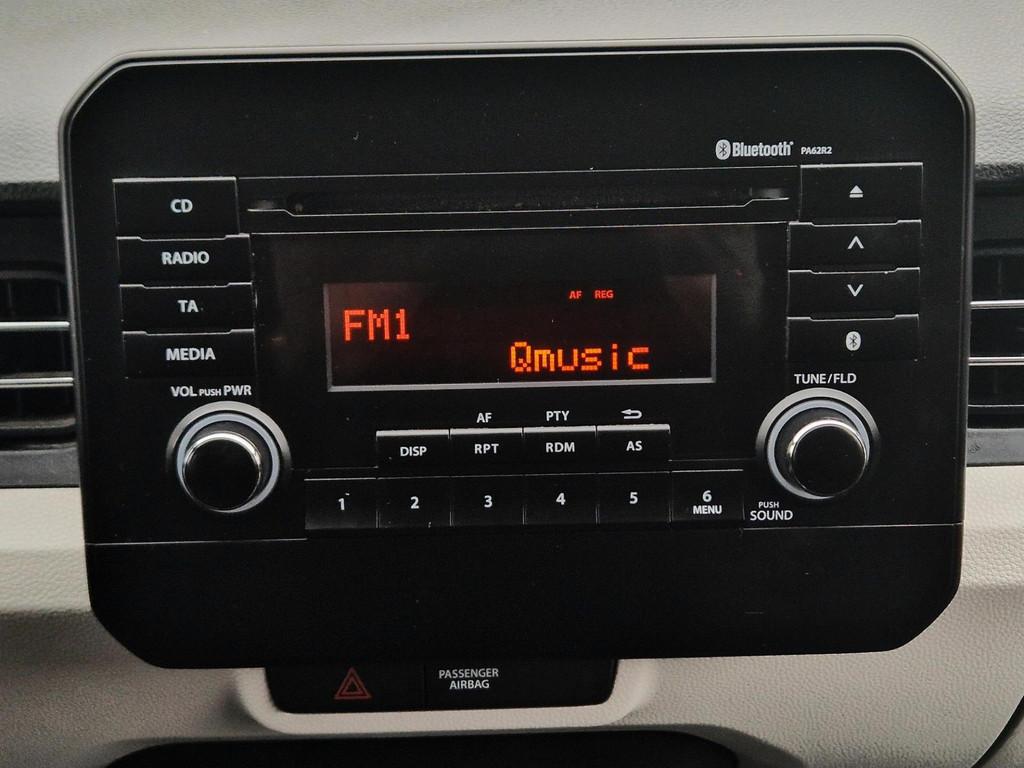 Bluetooth PA62R2
CD
RADIO
TA
MEDIA
VOL PUSH PWR
AF REG
FM1
Qmusic
TUNE/FLD
AF PTY
DISP RPT RDM AS
1 2 3 4 5 6
MENU
PUSH
SOUND
PASSENGER
AIRBAG